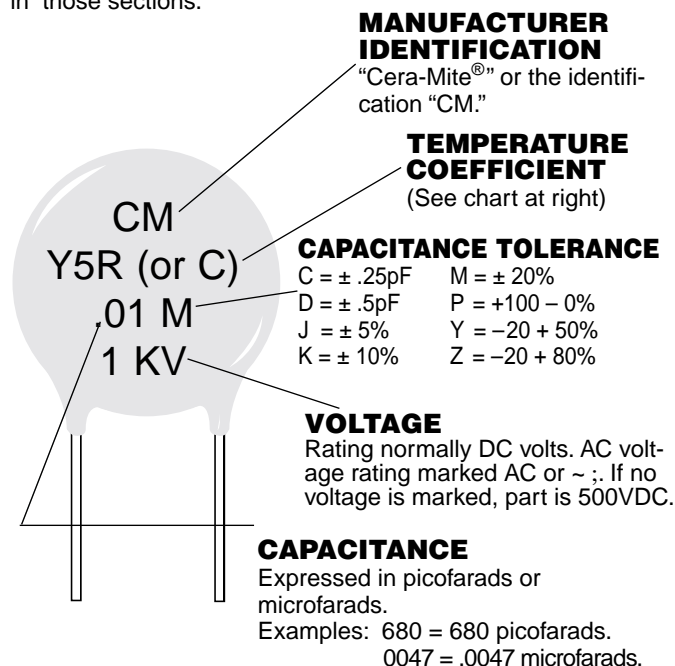 in those sections.
MANUFACTURER
IDENTIFICATION
“Cera-Mite®” or the identifi-
cation “CM.”
TEMPERATURE
COEFFICIENT
(See chart at right)
CM
Y5R (or C)
.01 M
1 KV
CAPACITANCE TOLERANCE
C = ± .25pF M = ± 20%
D = ± .5pF P = +100 – 0%
J = ± 5% Y = –20 + 50%
K = ± 10% Z = –20 + 80%
VOLTAGE
Rating normally DC volts. AC volt-
age rating marked AC or ~ ;. If no
voltage is marked, part is 500VDC.
CAPACITANCE
Expressed in picofarads or
microfarads.
Examples: 680 = 680 picofarads.
0047 = .0047 microfarads.